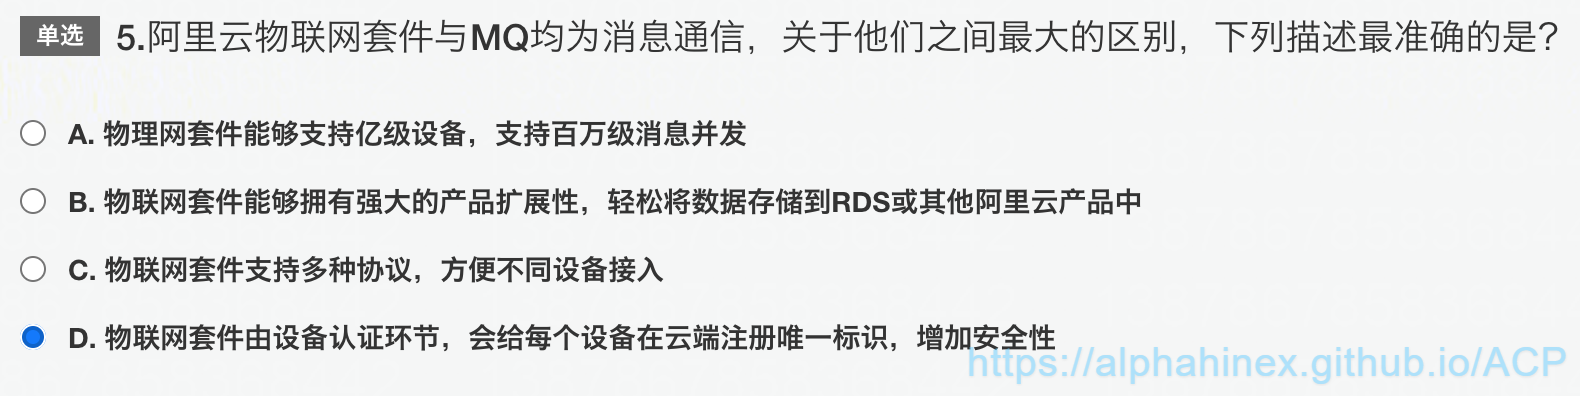 单选 5.阿里云物联网套件与MQ均为消息通信，关于他们之间最大的区别，下列描述最准确的是？
A. 物理网套件能够支持亿级设备，支持百万级消息并发
B. 物联网套件能够拥有强大的产品扩展性，轻松将数据存储到RDS或其他阿里云产品中
C. 物联网套件支持多种协议，方便不同设备接入
D. 物联网套件由设备认证环节，会给每个设备在云端注册唯一标识，增加安全性
https://alphahinex.github.io/ACP